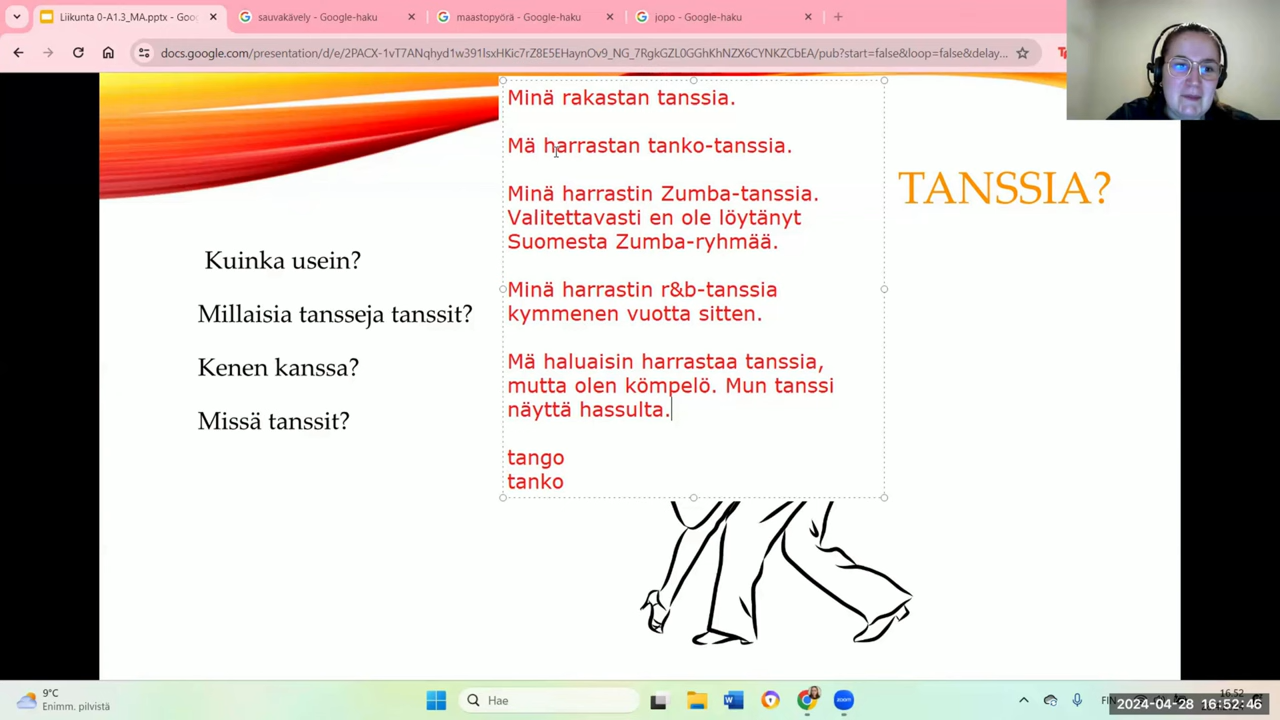 Liikunta 0-A1.3_MA.pptx - Goo
sauvakävely - Google-haku
maastopyörä - Google-haku
jopo - Google-haku
docs.google.com/presentation/d/e/2PACX-1vT7ANqhyd1w391lsxHKic7rZ8E5EHaynOv9_NG_7RgkGZL0GGhKhNZX6CYNKZCbEA/pub?start=false&loop=false&delay...
Minä rakastan tanssia.
Mä harrastan tanko-tanssia.
TANSSIA?
Minä harrastin Zumba-tanssia.
Valitettavasti en ole löytänyt
Suomesta Zumba-ryhmää.
Kuinka usein?
Minä harrastin r&b-tanssia
kymmenen vuotta sitten.
Millaisia tansseja tanssit?
Kenen kanssa?
Mä haluaisin harrastaa tanssia,
mutta olen kömpelö. Mun tanssi
näyttä hassulta.
Missä tanssit?
tango
tanko
9°C
Enimm. pilvistä
Hae
FIN
16.52
2024-04-28 16:52:46